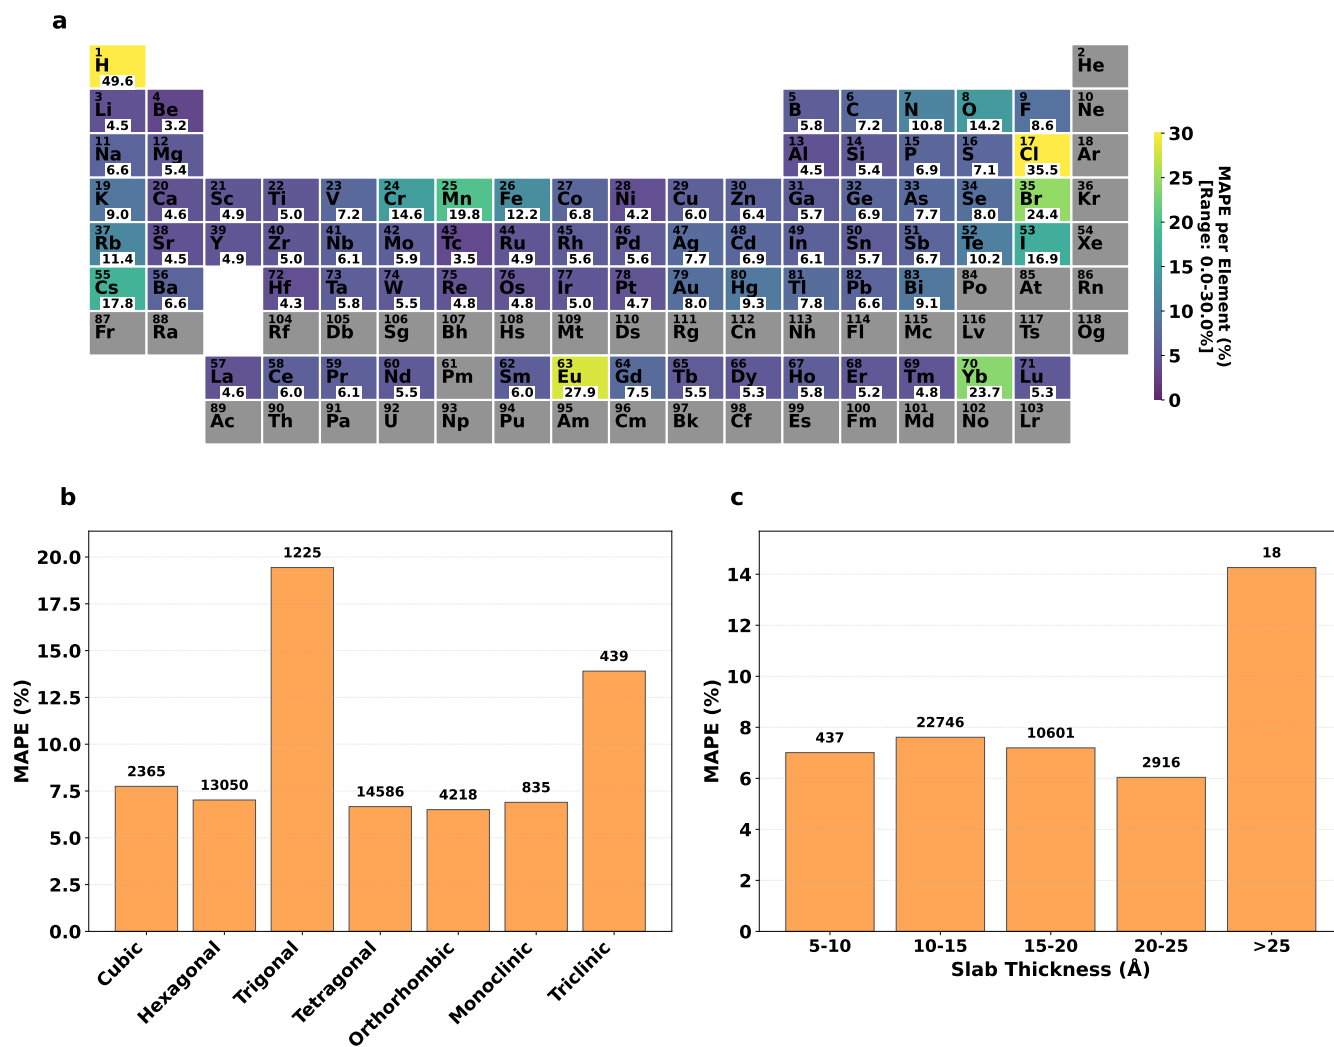 a
1 2
H He
49.6
3 4 5 6 7 8 9 10
Li Be B C N O F Ne
4.5 3.2 5.8 7.2 10.8 14.2 8.6
11 12 13 14 15 16 17 18
Na Mg Al Si P S Cl Ar
6.6 5.4 4.5 5.4 6.9 7.1 35.5
19 20 21 22 23 24 25 26 27 28 29 30 31 32 33 34 35 36
K Ca Sc Ti V Cr Mn Fe Co Ni Cu Zn Ga Ge As Se Br Kr
9.0 4.6 4.9 5.0 7.2 14.6 19.8 12.2 6.8 4.2 6.0 6.4 5.7 6.9 7.7 8.0 24.4
37 38 39 40 41 42 43 44 45 46 47 48 49 50 51 52 53 54
Rb Sr Y Zr Nb Mo Tc Ru Rh Pd Ag Cd In Sn Sb Te I Xe
11.4 4.5 4.9 5.0 6.1 5.9 3.5 4.9 5.6 5.6 7.7 6.9 6.1 5.7 6.7 10.2 16.9
55 56 72 73 74 75 76 77 78 79 80 81 82 83 84 85 86
Cs Ba Hf Ta W Re Os Ir Pt Au Hg Tl Pb Bi Po At Rn
17.8 6.6 4.3 5.8 5.5 4.8 4.8 5.0 4.7 8.0 9.3 7.8 6.6 9.1
87 88 104 105 106 107 108 109 110 111 112 113 114 115 116 117 118
Fr Ra Rf Db Sg Bh Hs Mt Ds Rg Cn Nh Fl Mc Lv Ts Og
57 58 59 60 61 62 63 64 65 66 67 68 69 70 71
La Ce Pr Nd Pm Sm Eu Gd Tb Dy Ho Er Tm Yb Lu
4.6 6.0 6.1 5.5 6.0 27.9 7.5 5.5 5.3 5.8 5.2 4.8 23.7 5.3
89 90 91 92 93 94 95 96 97 98 99 100 101 102 103
Ac Th Pa U Np Pu Am Cm Bk Cf Es Fm Md No Lr
30
25
20
15
10
5
0
MAPE per Element (%)
[Range: 0.0-30.0%]
b
MAPE (%)
20.0
17.5
15.0
12.5
10.0
7.5
5.0
2.5
0.0
2365
13050
1225
14586
4218
835
439
Cubic
Hexagonal
Trigonal
Tetragonal
Orthorhombic
Monoclinic
Triclinic
c
MAPE (%)
14
12
10
8
6
4
2
0
437
22746
10601
2916
18
5-10 10-15 15-20 20-25 >25
Slab Thickness (Å)